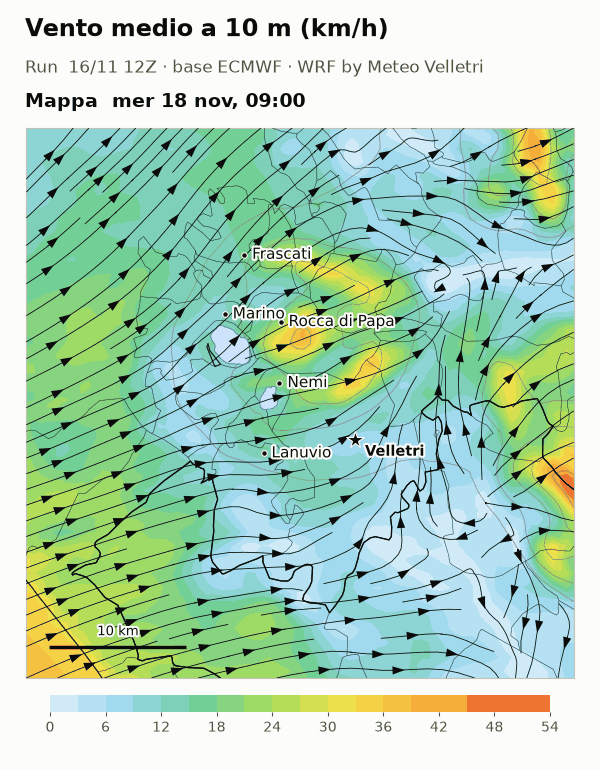 Vento medio a 10 m (km/h)
Run  16/11 12Z · base ECMWF · WRF by Meteo Velletri
Mappa  mer 18 nov, 09:00
Frascati
Marino
Rocca di Papa
Nemi
Velletri
Lanuvio
10 km
0 6 12 18 24 30 36 42 48 54